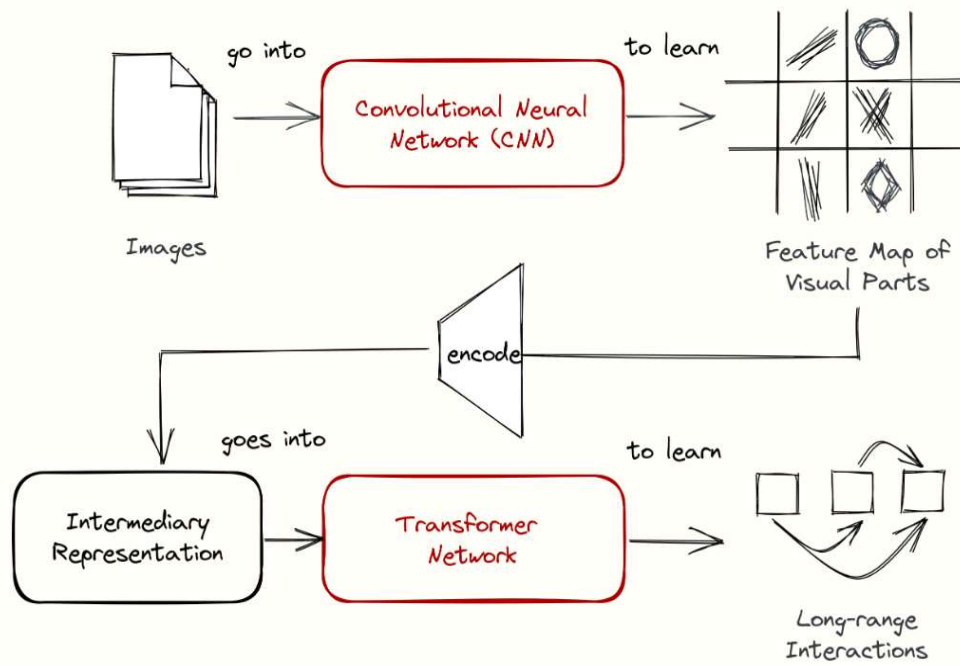 go into
to learn
Convolutional Neural
Network (CNN)
Images
Feature Map of
Visual Parts
encode
goes into
to learn
Intermediary
Representation
Transformer
Network
Long-range
Interactions